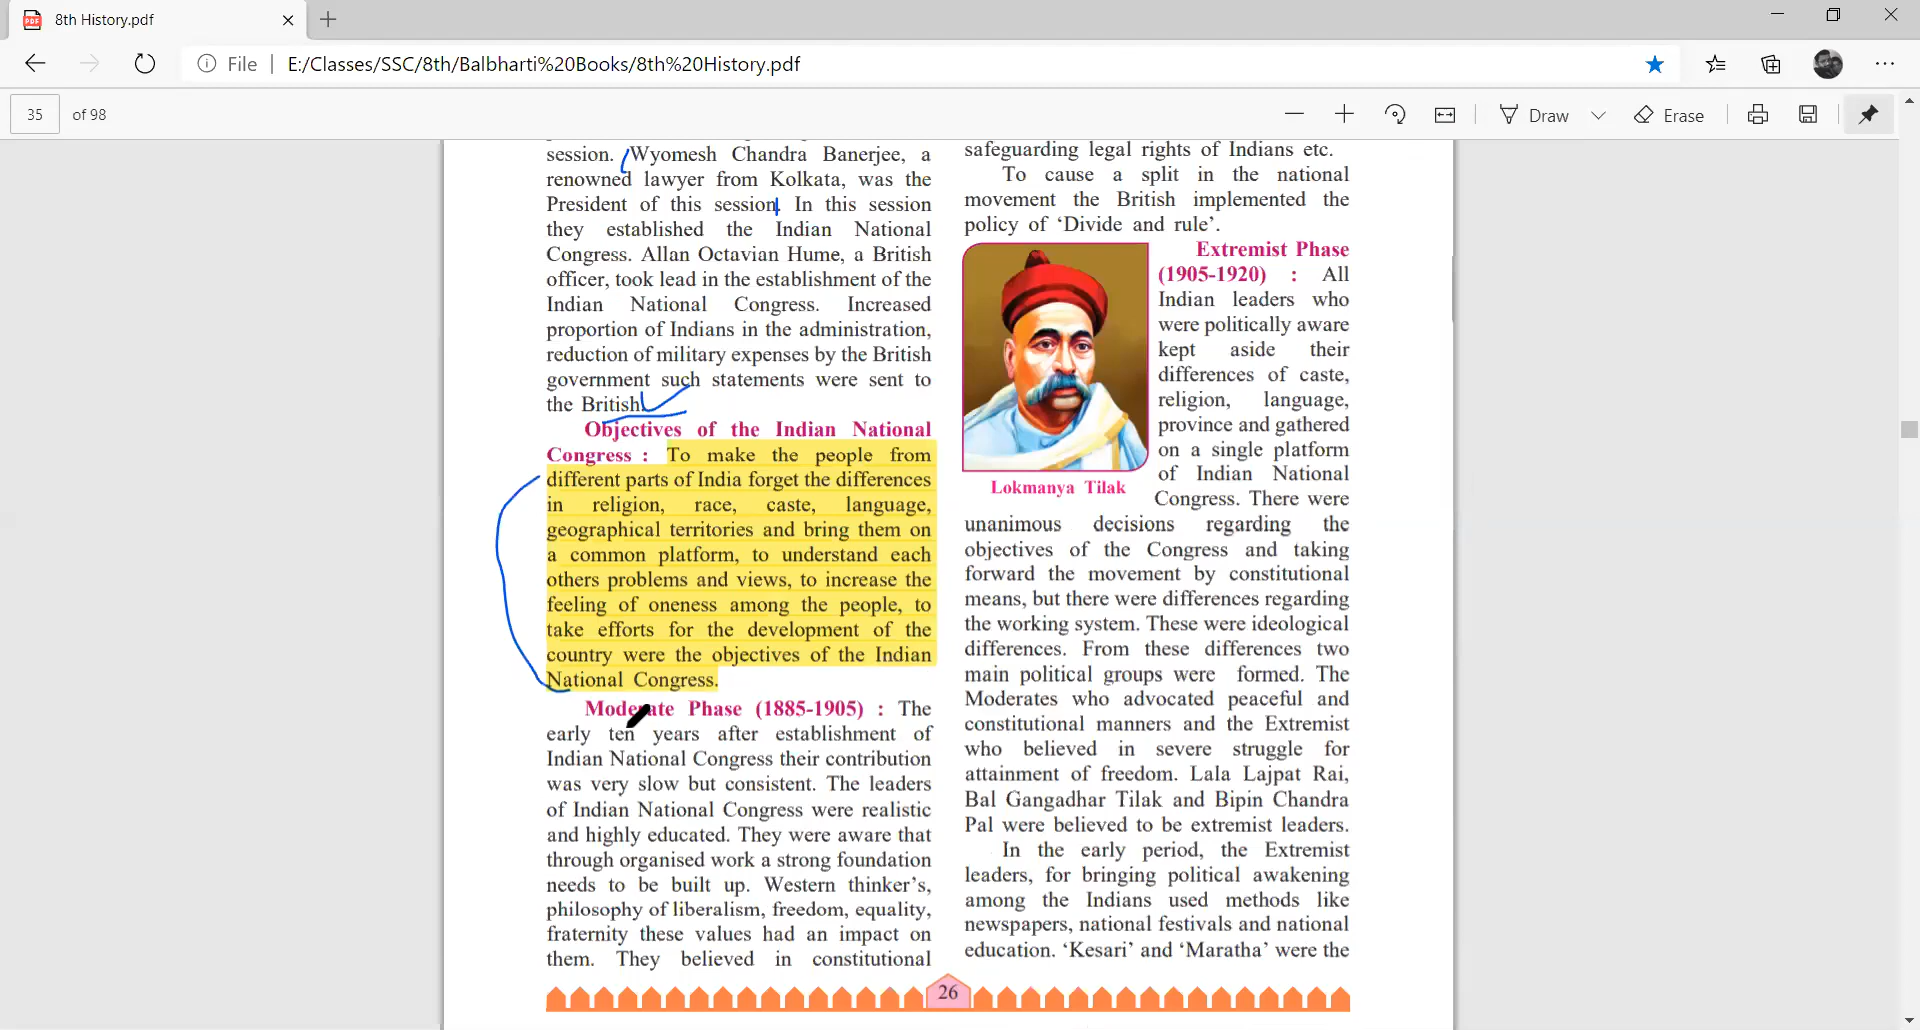 8th History.pdf
File | E:/Classes/SSC/8th/Balbharti%20Books/8th%20History.pdf
35 of 98
Draw
Erase
session. Wyomesh Chandra Banerjee, a
renowned lawyer from Kolkata, was the
President of this session. In this session
they established the Indian National
Congress. Allan Octavian Hume, a British
officer, took lead in the establishment of the
Indian National Congress. Increased
proportion of Indians in the administration,
reduction of military expenses by the British
government such statements were sent to
the British.
Objectives of the Indian National
Congress : To make the people from
different parts of India forget the differences
in religion, race, caste, language,
geographical territories and bring them on
a common platform, to understand each
others problems and views, to increase the
feeling of oneness among the people, to
take efforts for the development of the
country were the objectives of the Indian
National Congress.
Moderate Phase (1885-1905) : The
early ten years after establishment of
Indian National Congress their contribution
was very slow but consistent. The leaders
of Indian National Congress were realistic
and highly educated. They were aware that
through organised work a strong foundation
needs to be built up. Western thinker's,
philosophy of liberalism, freedom, equality,
fraternity these values had an impact on
them. They believed in constitutional
safeguarding legal rights of Indians etc.
To cause a split in the national
movement the British implemented the
policy of ‘Divide and rule’.
Extremist Phase
(1905-1920) : All
Indian leaders who
were politically aware
kept aside their
differences of caste,
religion, language,
province and gathered
on a single platform
of Indian National
Lokmanya Tilak
Congress. There were
unanimous decisions regarding the
objectives of the Congress and taking
forward the movement by constitutional
means, but there were differences regarding
the working system. These were ideological
differences. From these differences two
main political groups were formed. The
Moderates who advocated peaceful and
constitutional manners and the Extremist
who believed in severe struggle for
attainment of freedom. Lala Lajpat Rai,
Bal Gangadhar Tilak and Bipin Chandra
Pal were believed to be extremist leaders.
In the early period, the Extremist
leaders, for bringing political awakening
among the Indians used methods like
newspapers, national festivals and national
education. ‘Kesari’ and ‘Maratha’ were the
26